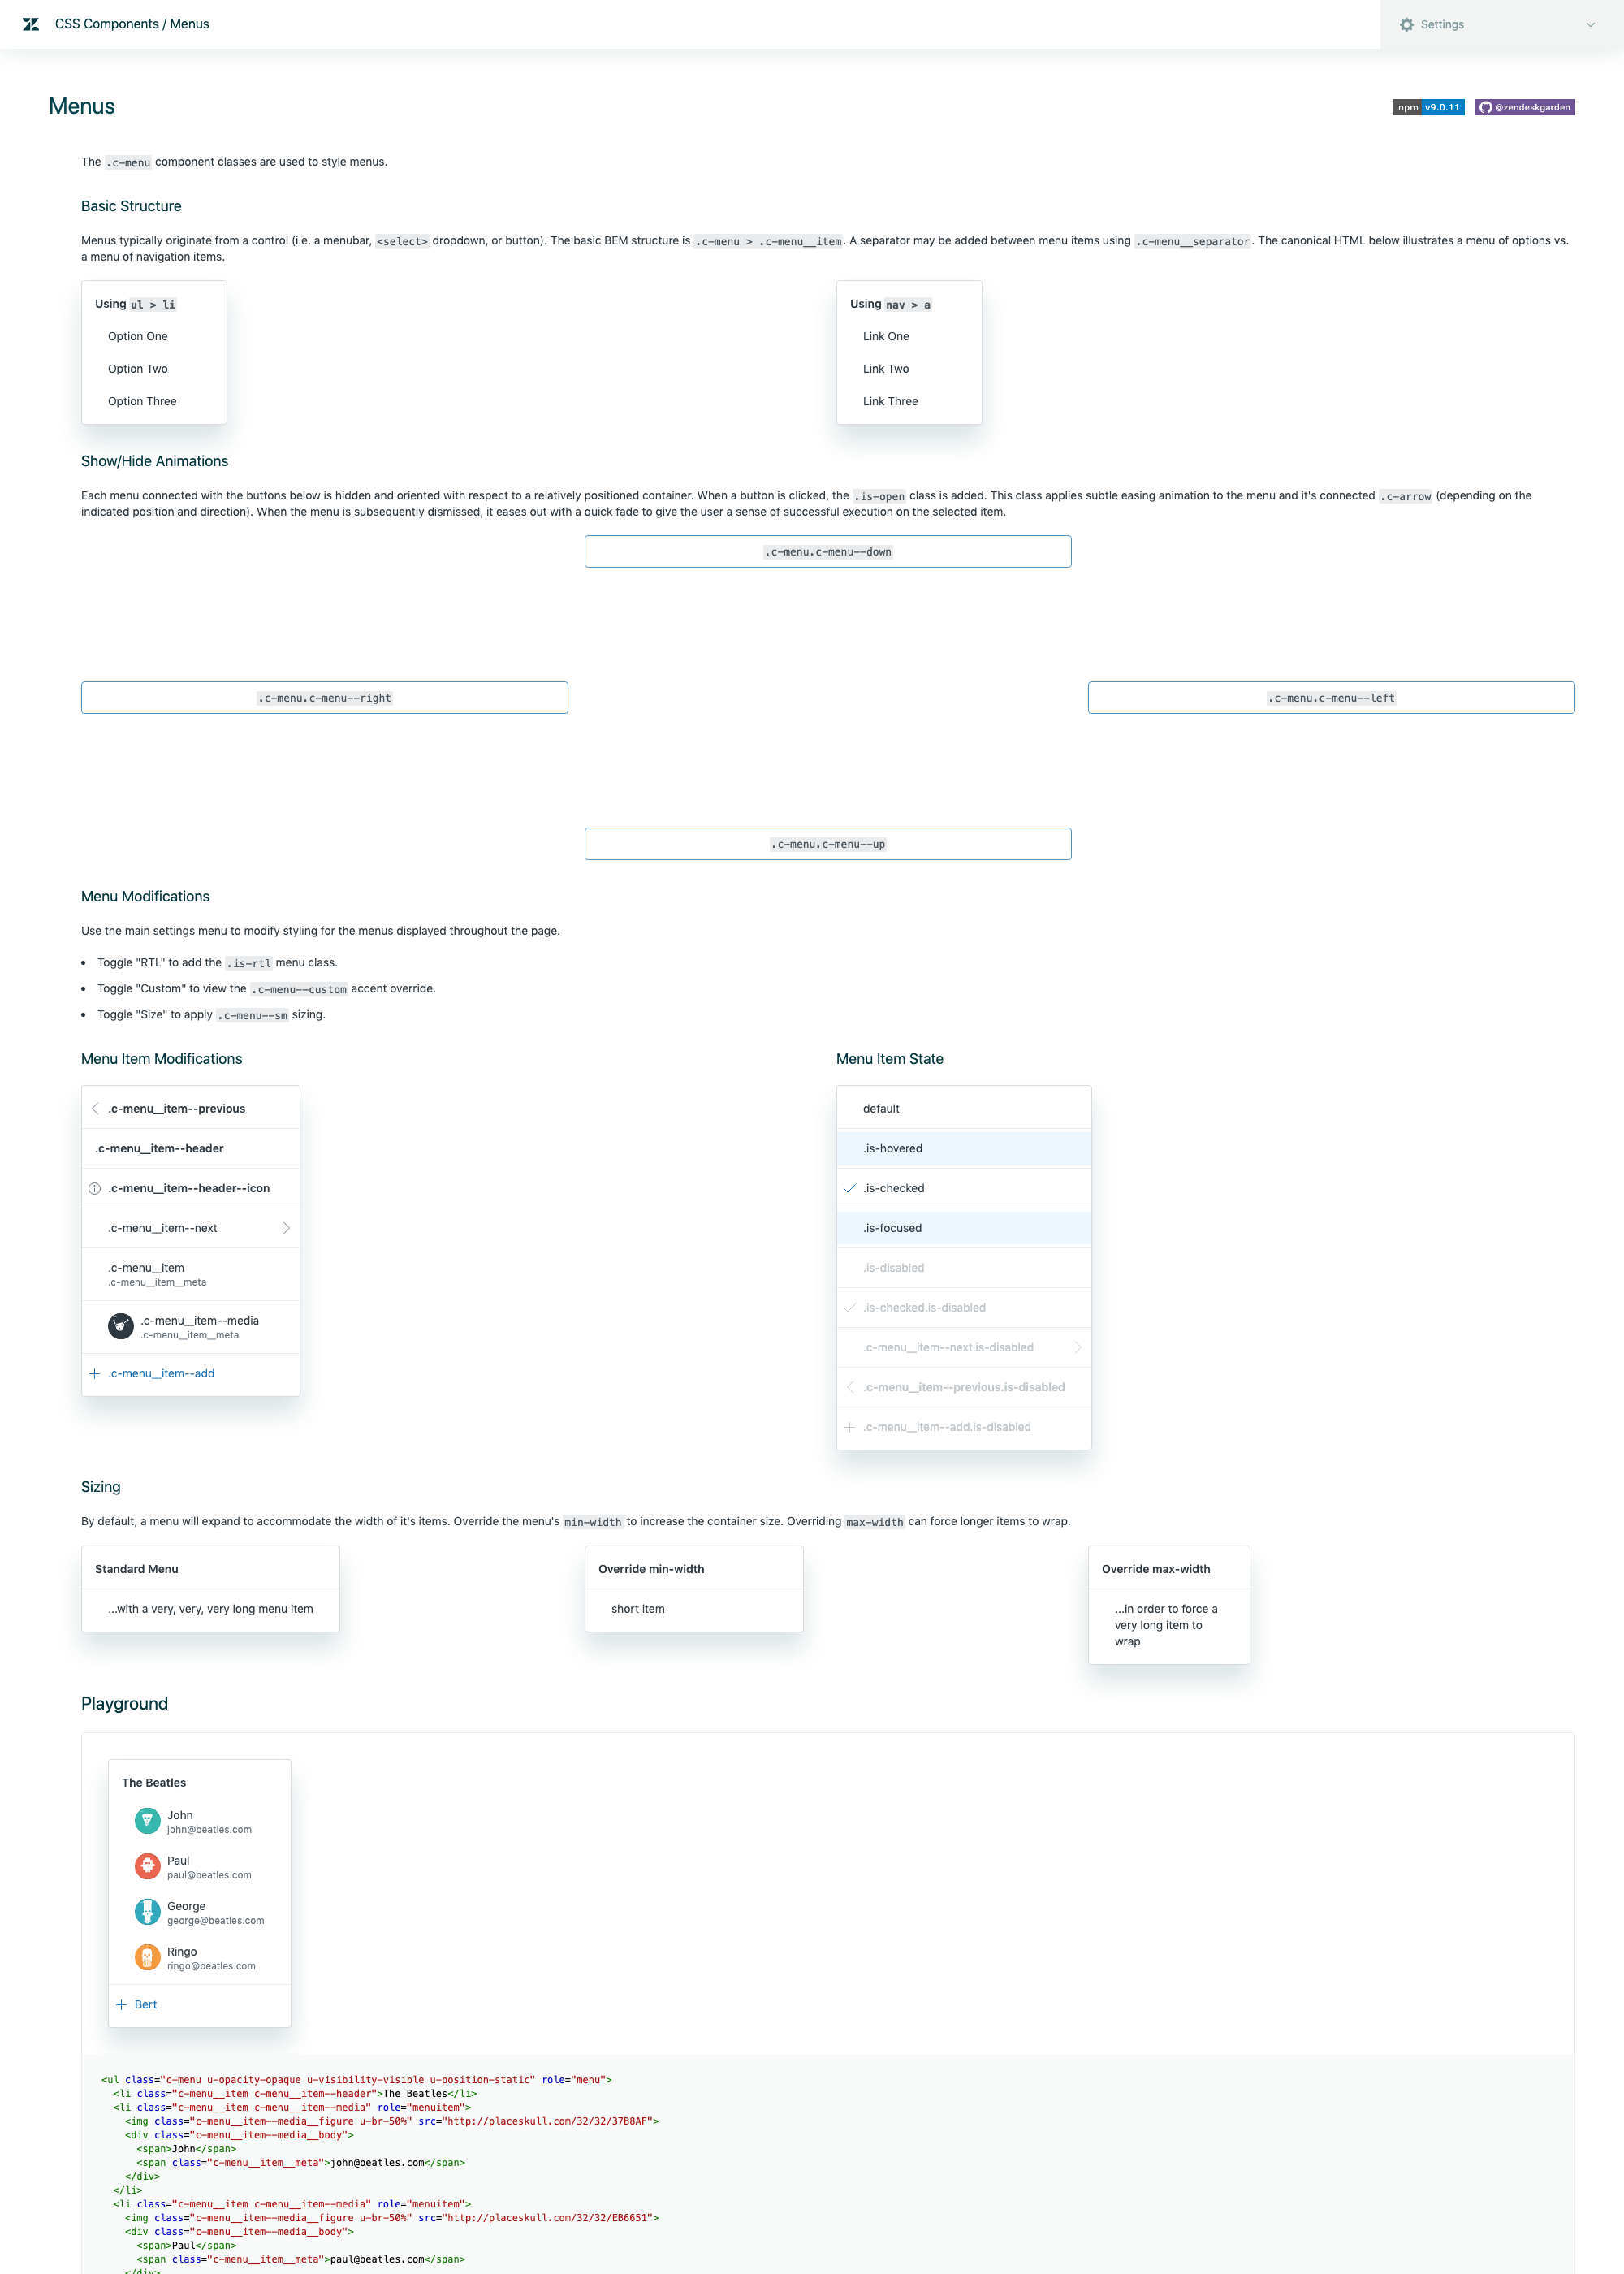 CSS Components / Menus
Settings
Menus
npm v9.0.11
@zendeskgarden
The .c-menu component classes are used to style menus.
Basic Structure
Menus typically originate from a control (i.e. a menubar, <select> dropdown, or button). The basic BEM structure is .c-menu > .c-menu__item. A separator may be added between menu items using .c-menu__separator. The canonical HTML below illustrates a menu of options vs.
a menu of navigation items.
Using ul > li
Option One
Option Two
Option Three
Using nav > a
Link One
Link Two
Link Three
Show/Hide Animations
Each menu connected with the buttons below is hidden and oriented with respect to a relatively positioned container. When a button is clicked, the .is-open class is added. This class applies subtle easing animation to the menu and it's connected .c-arrow (depending on the
indicated position and direction). When the menu is subsequently dismissed, it eases out with a quick fade to give the user a sense of successful execution on the selected item.
.c-menu.c-menu--down
.c-menu.c-menu--right
.c-menu.c-menu--left
.c-menu.c-menu--up
Menu Modifications
Use the main settings menu to modify styling for the menus displayed throughout the page.
• Toggle "RTL" to add the .is-rtl menu class.
• Toggle "Custom" to view the .c-menu--custom accent override.
• Toggle "Size" to apply .c-menu--sm sizing.
Menu Item Modifications
.c-menu__item--previous
.c-menu__item--header
.c-menu__item--header--icon
.c-menu__item--next
.c-menu__item
.c-menu__item__meta
.c-menu__item--media
.c-menu__item__meta
.c-menu__item--add
Menu Item State
default
.is-hovered
.is-checked
.is-focused
.is-disabled
.is-checked.is-disabled
.c-menu__item--next.is-disabled
.c-menu__item--previous.is-disabled
.c-menu__item--add.is-disabled
Sizing
By default, a menu will expand to accommodate the width of it's items. Override the menu's min-width to increase the container size. Overriding max-width can force longer items to wrap.
Standard Menu
...with a very, very, very long menu item
Override min-width
short item
Override max-width
...in order to force a
very long item to
wrap
Playground
The Beatles
John
john@beatles.com
Paul
paul@beatles.com
George
george@beatles.com
Ringo
ringo@beatles.com
Bert
<ul class="c-menu u-opacity-opaque u-visibility-visible u-position-static" role="menu">
<li class="c-menu__item c-menu__item--header">The Beatles</li>
<li class="c-menu__item c-menu__item--media" role="menuitem">
<img class="c-menu__item--media__figure u-br-50%" src="http://placeskull.com/32/32/37B8AF">
<div class="c-menu__item--media__body">
<span>John</span>
<span class="c-menu__item__meta">john@beatles.com</span>
</div>
</li>
<li class="c-menu__item c-menu__item--media" role="menuitem">
<img class="c-menu__item--media__figure u-br-50%" src="http://placeskull.com/32/32/EB6651">
<div class="c-menu__item--media__body">
<span>Paul</span>
<span class="c-menu__item__meta">paul@beatles.com</span>
</div>